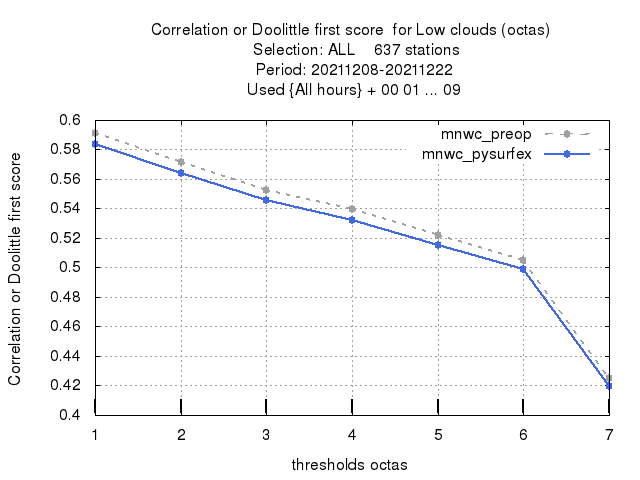 Correlation or Doolittle first score  for Low clouds (octas)
Selection: ALL    637 stations
Period: 20211208-20211222
Used {All hours} + 00 01 ... 09
mnwc_preop
mnwc_pysurfex
Correlation or Doolittle first score
0.6
0.58
0.56
0.54
0.52
0.5
0.48
0.46
0.44
0.42
0.4
1 2 3 4 5 6 7
thresholds octas